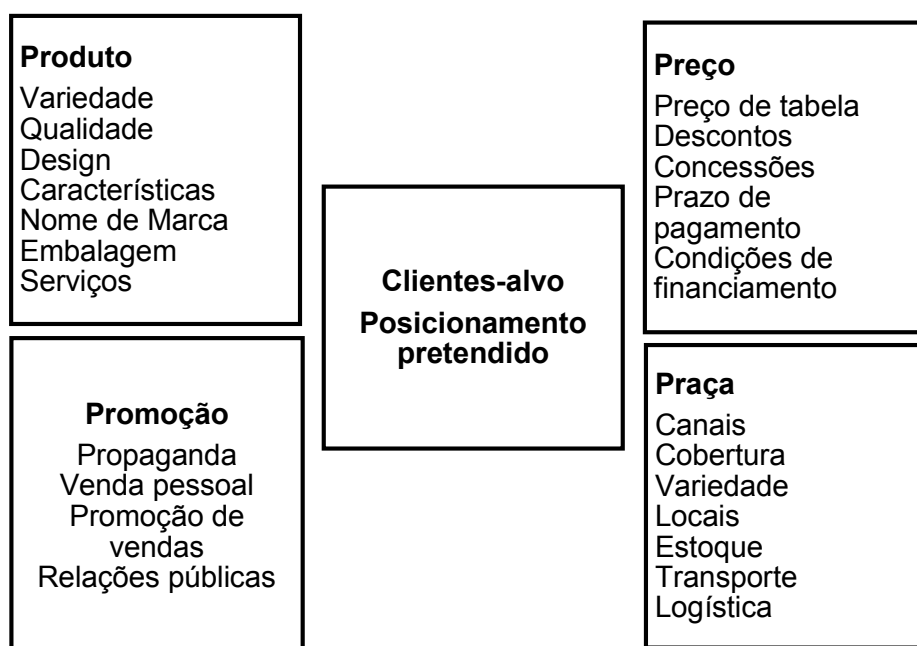 Produto
Variedade
Qualidade
Design
Características
Nome de Marca
Embalagem
Serviços
Promoção
Propaganda
Venda pessoal
Promoção de
vendas
Relações públicas
Clientes-alvo
Posicionamento
pretendido
Preço
Preço de tabela
Descontos
Concessões
Prazo de
pagamento
Condições de
financiamento
Praça
Canais
Cobertura
Variedade
Locais
Estoque
Transporte
Logística